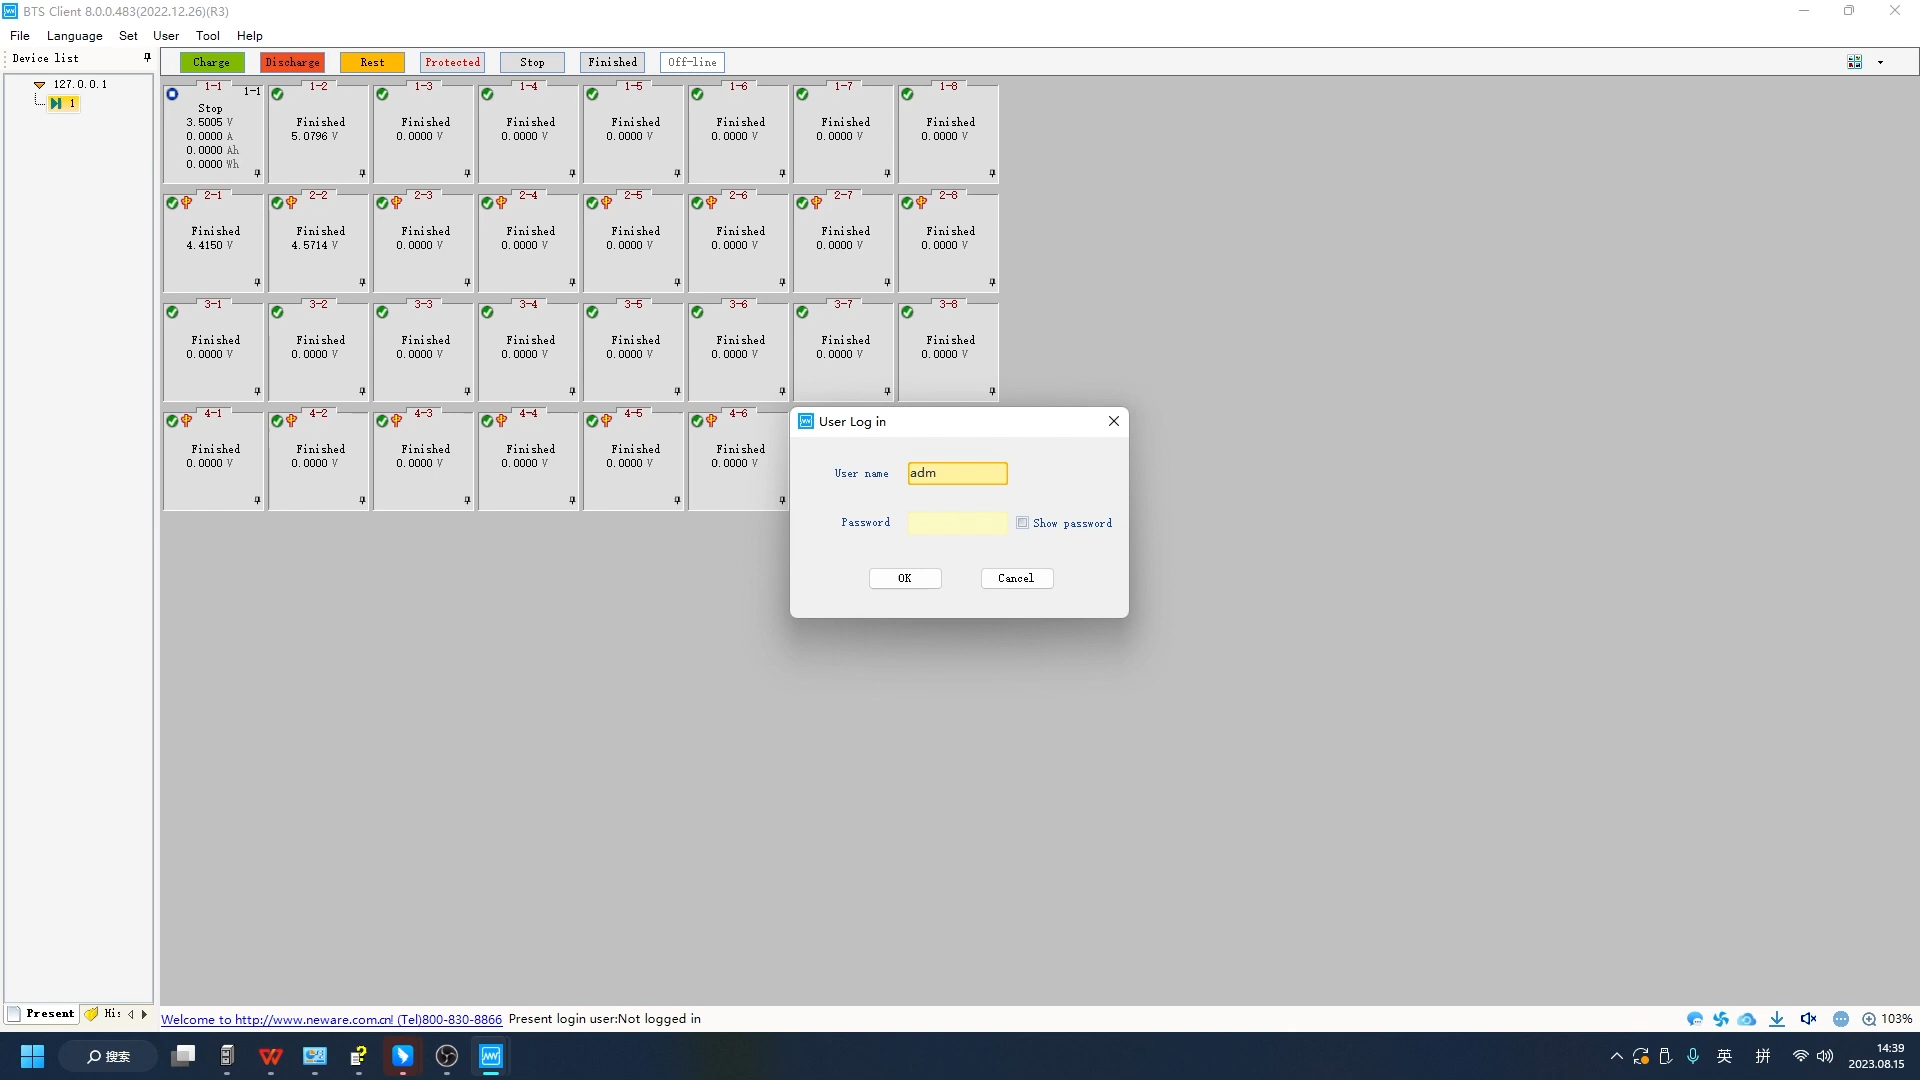 BTS Client 8.0.0.483(2022.12.26)(R3)
File Language Set User Tool Help
Device list
Charge Discharge Rest Protected Stop Finished Off-line
127.0.0.1
1
1-1 1-1 1-2 1-3 1-4 1-5 1-6 1-7 1-8
Stop
3.5005 V
0.0000 A
0.0000 Ah
0.0000 Wh
Finished Finished Finished Finished Finished Finished Finished
5.0796 V 0.0000 V 0.0000 V 0.0000 V 0.0000 V 0.0000 V 0.0000 V
2-1 2-2 2-3 2-4 2-5 2-6 2-7 2-8
Finished Finished Finished Finished Finished Finished Finished Finished
4.4150 V 4.5714 V 0.0000 V 0.0000 V 0.0000 V 0.0000 V 0.0000 V 0.0000 V
3-1 3-2 3-3 3-4 3-5 3-6 3-7 3-8
Finished Finished Finished Finished Finished Finished Finished Finished
0.0000 V 0.0000 V 0.0000 V 0.0000 V 0.0000 V 0.0000 V 0.0000 V 0.0000 V
4-1 4-2 4-3 4-4 4-5 4-6
Finished Finished Finished Finished Finished Finished
0.0000 V 0.0000 V 0.0000 V 0.0000 V 0.0000 V 0.0000 V
User Log in
User name adm
Password Show password
OK Cancel
Present His
Welcome to http://www.neware.com.cn! (Tel)800-830-8866 Present login user:Not logged in
103%
搜索
英 拼
14:39
2023.08.15